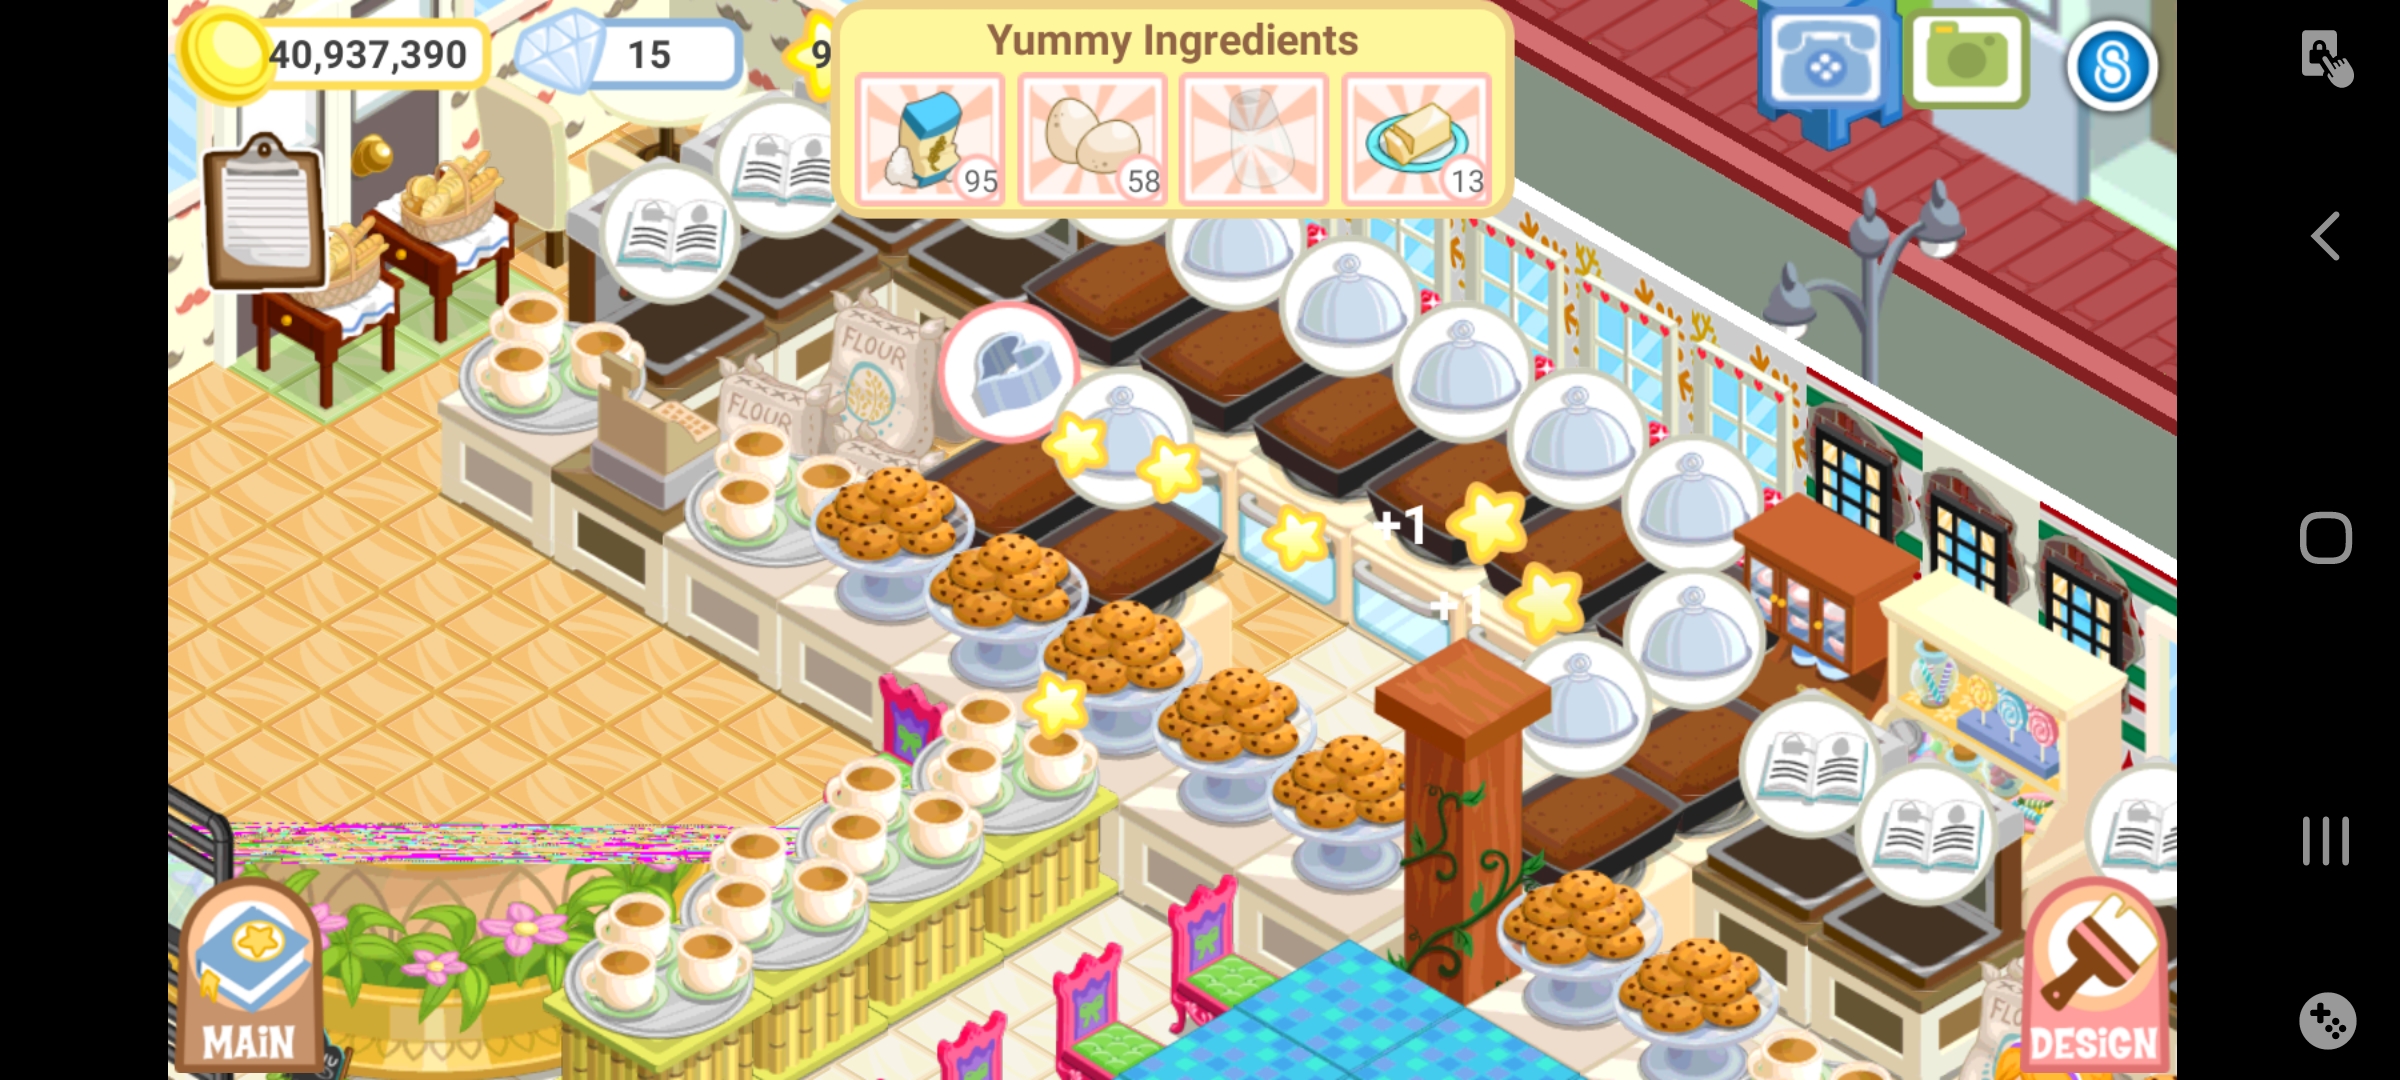 40,937,390
15
9
Yummy Ingredients
95
58
13
FLOUR
FLOUR
+1
+1
MAIN
DESIGN